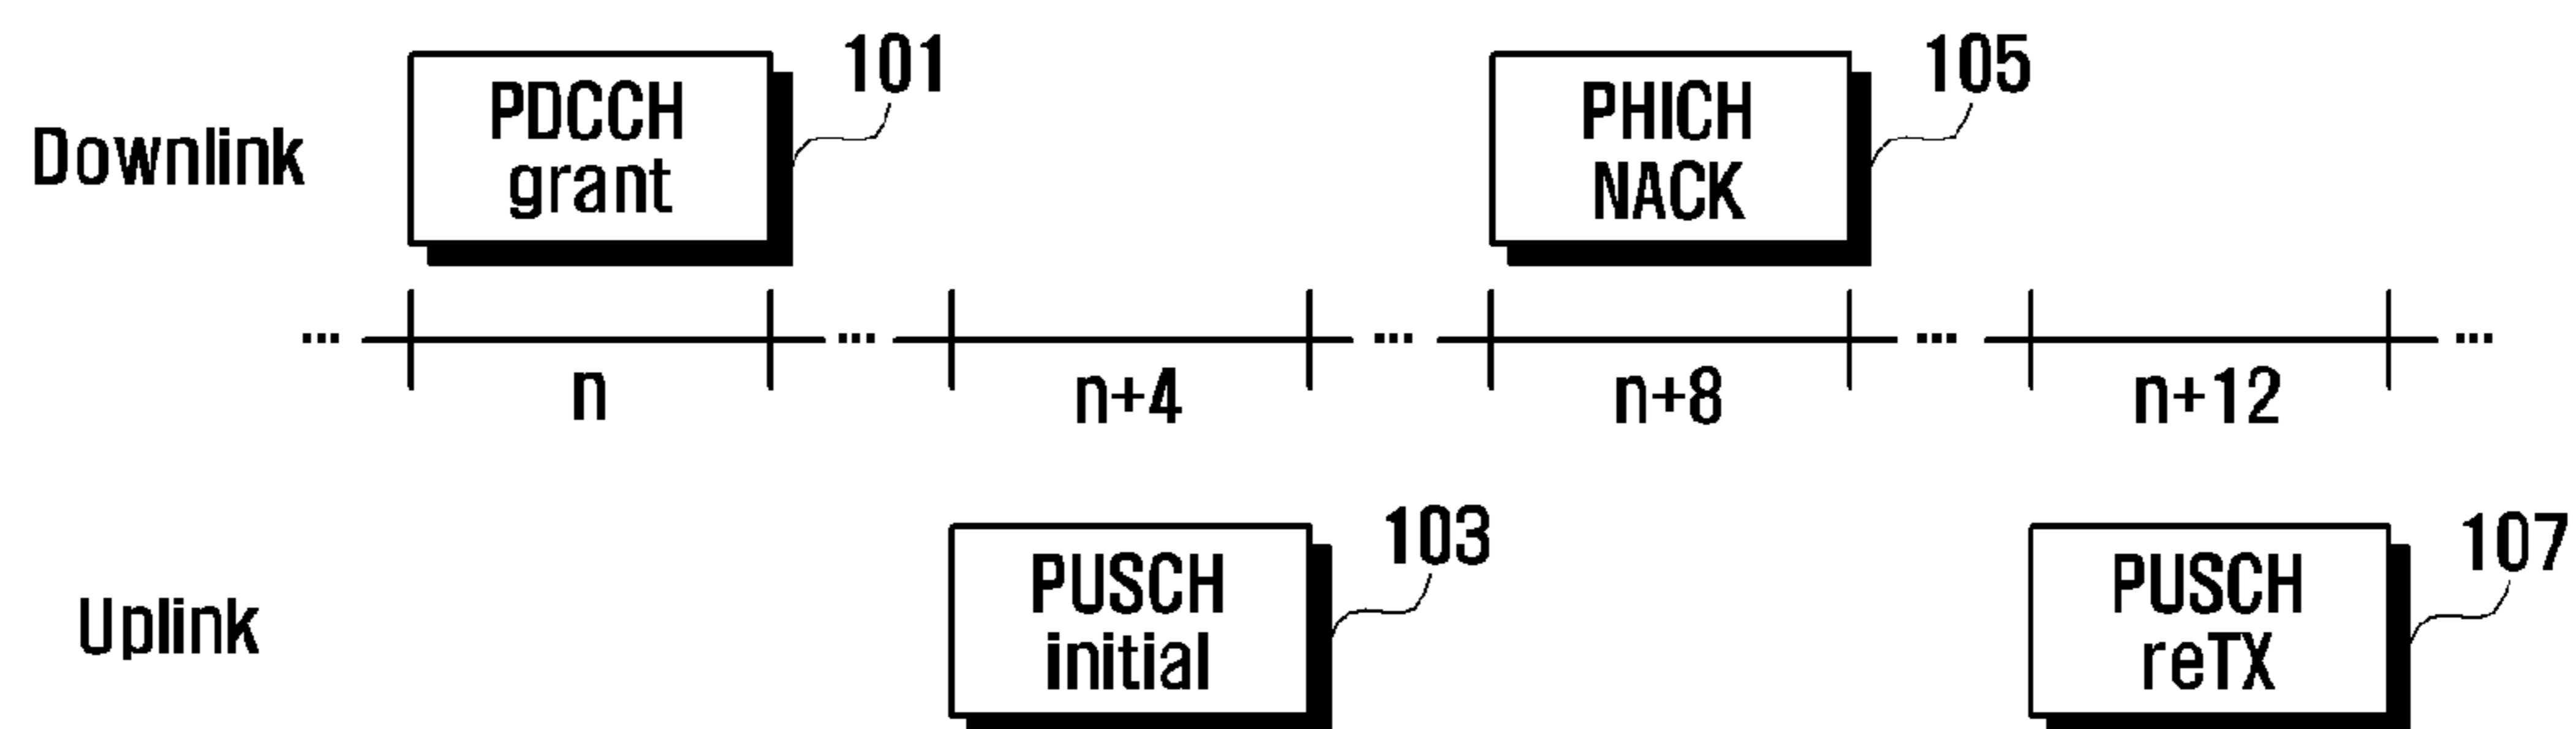 101
105
PDCCH
grant
PHICH
NACK
Downlink
... ... ... ... ...
n
n+4
n+8
n+12
103
107
PUSCH
initial
PUSCH
reTX
Uplink